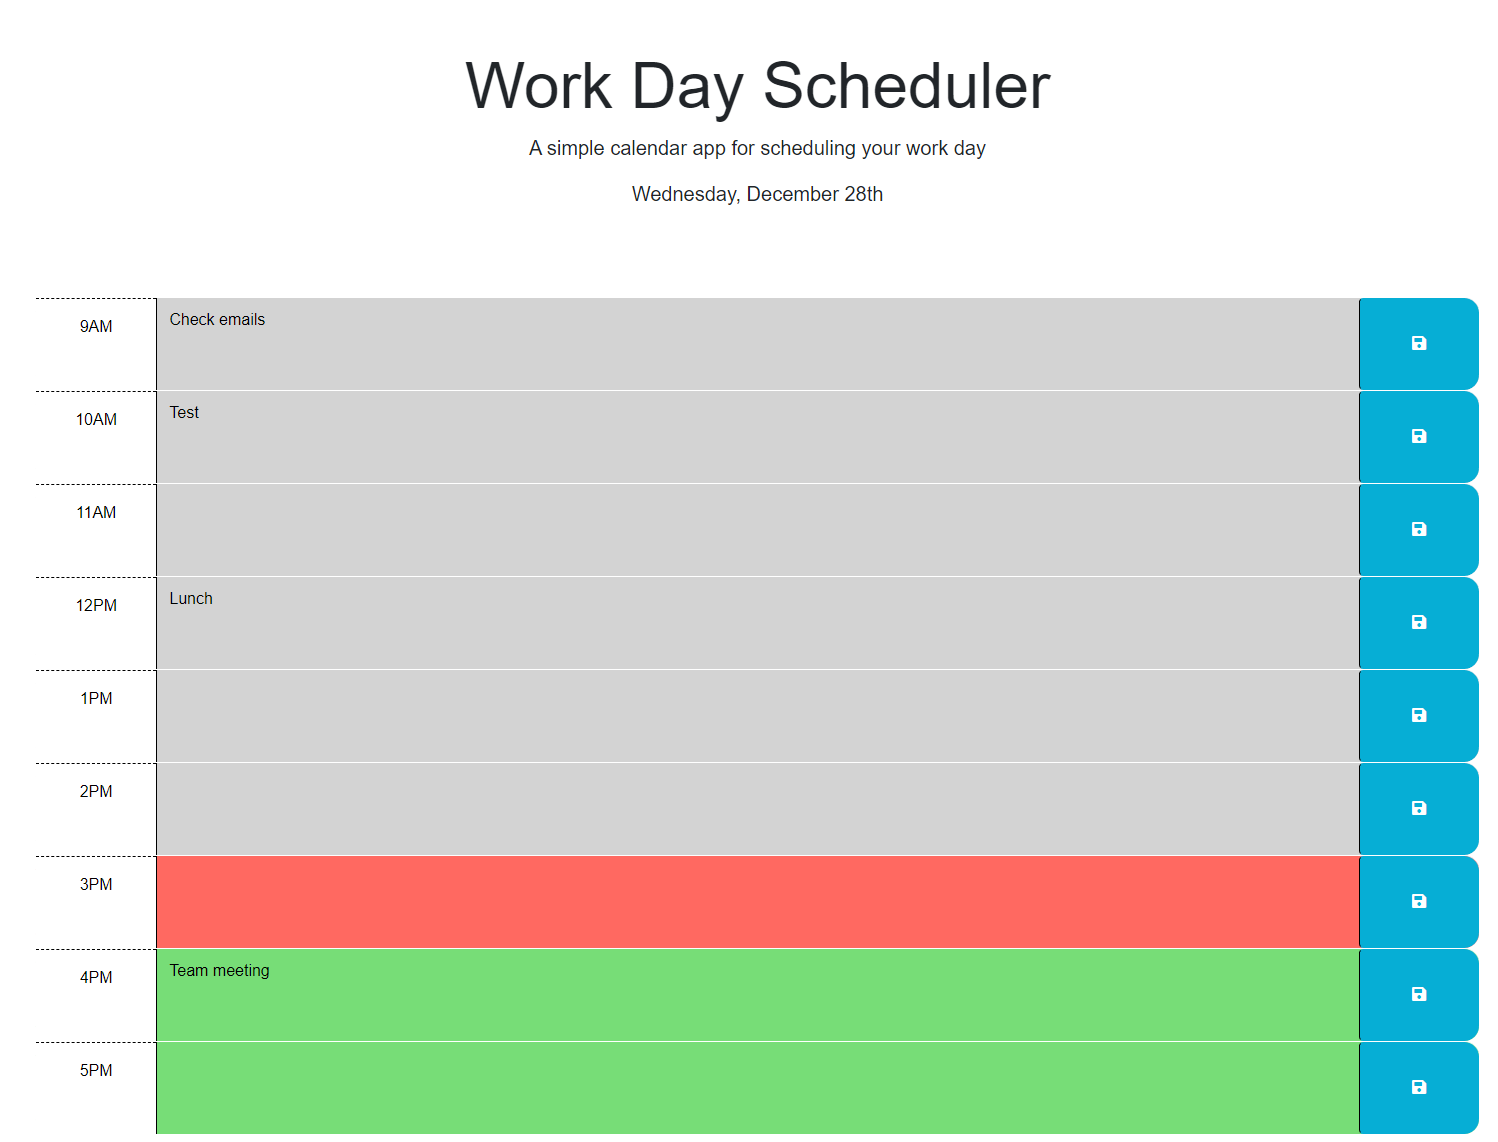 Work Day Scheduler
A simple calendar app for scheduling your work day
Wednesday, December 28th
9AM
Check emails
10AM
Test
11AM
12PM
Lunch
1PM
2PM
3PM
4PM
Team meeting
5PM